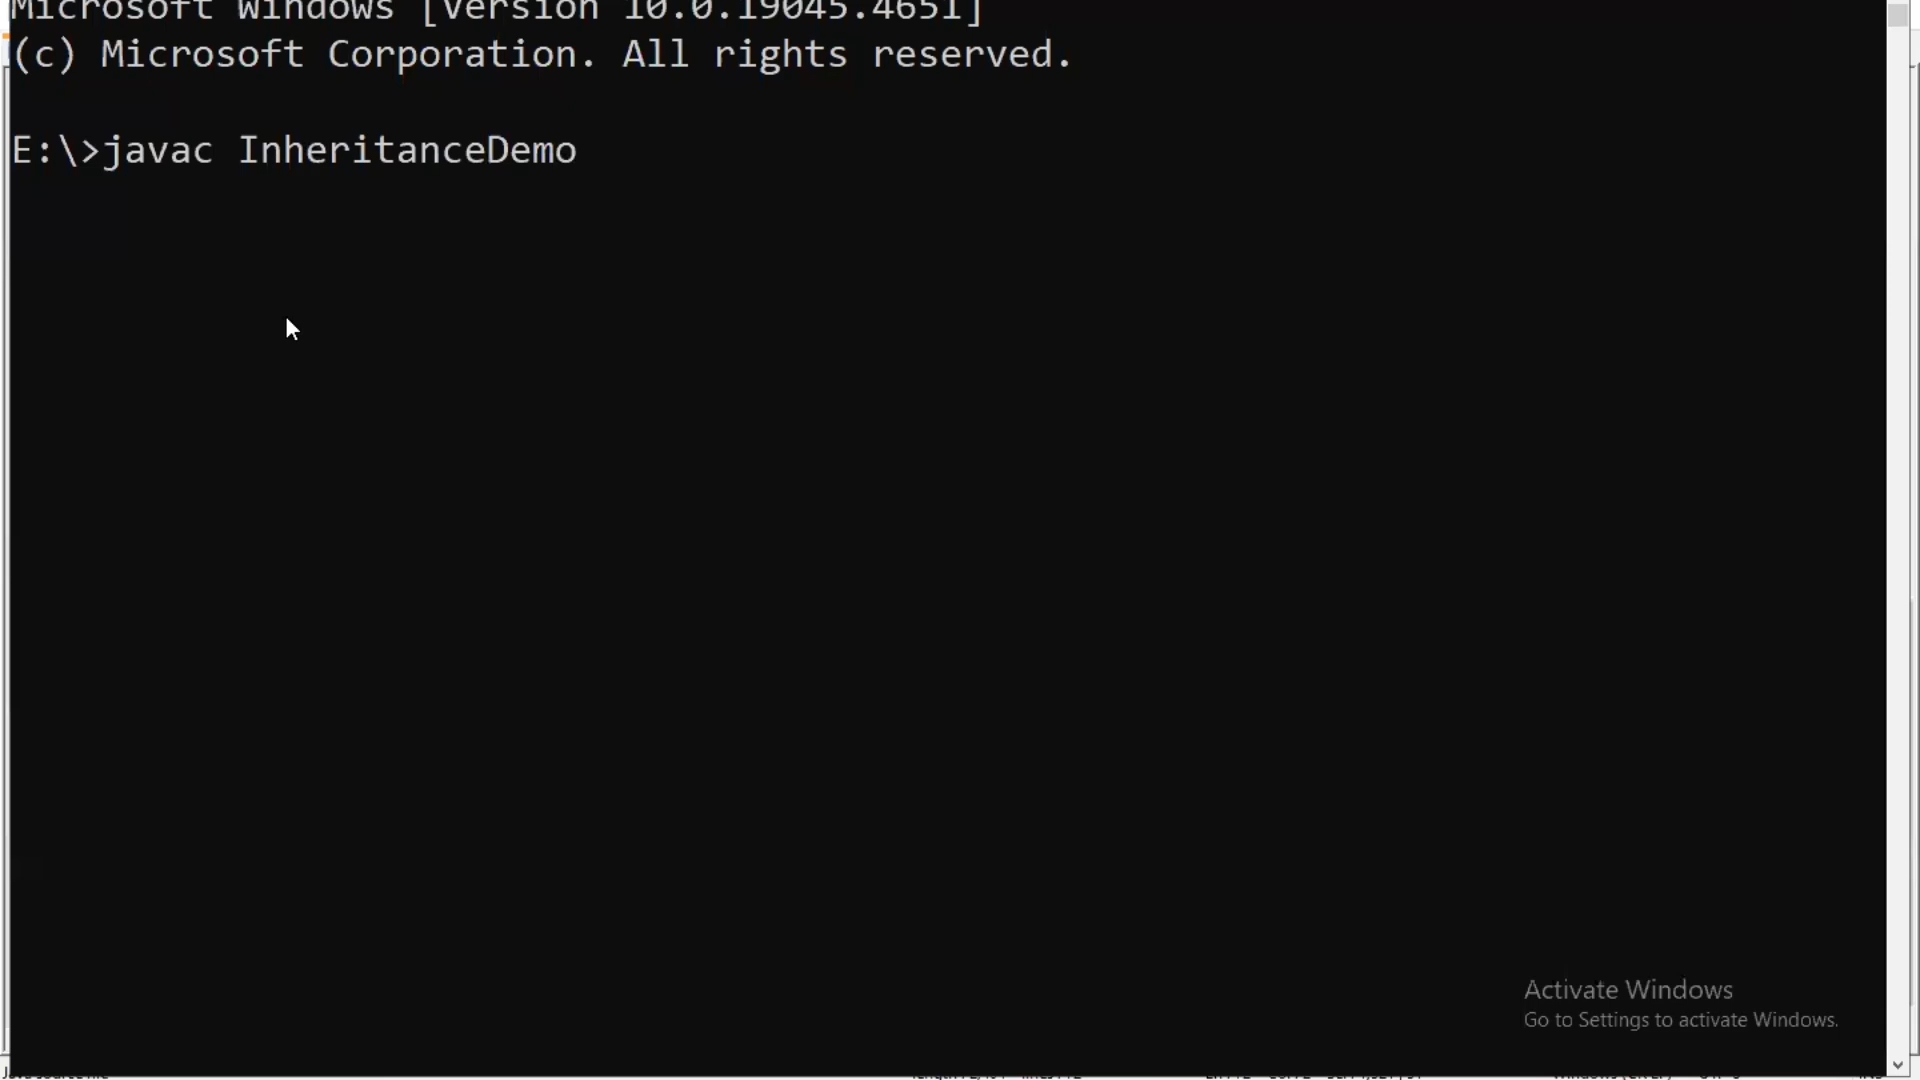 Microsoft Windows [Version 10.0.19045.4651]
(c) Microsoft Corporation. All rights reserved.
E:\>javac InheritanceDemo
Activate Windows
Go to Settings to activate Windows.